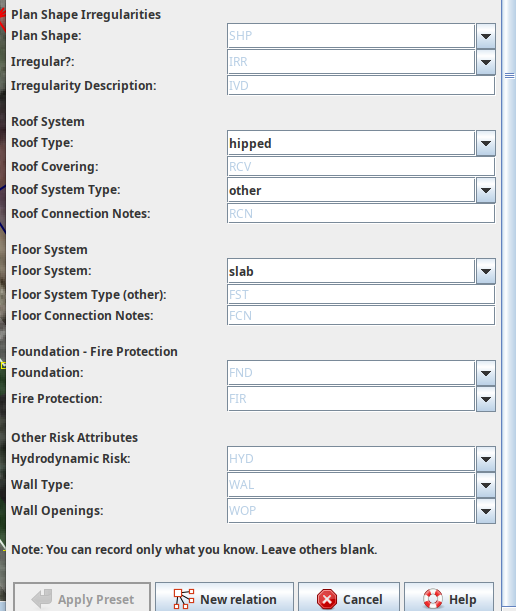 Plan Shape Irregularities
Plan Shape: SHP
Irregular?: IRR
Irregularity Description: IVD
Roof System
Roof Type: hipped
Roof Covering: RCV
Roof System Type: other
Roof Connection Notes: RCN
Floor System
Floor System: slab
Floor System Type (other): FST
Floor Connection Notes: FCN
Foundation - Fire Protection
Foundation: FND
Fire Protection: FIR
Other Risk Attributes
Hydrodynamic Risk: HYD
Wall Type: WAL
Wall Openings: WOP
Note: You can record only what you know. Leave others blank.
Apply Preset New relation Cancel Help